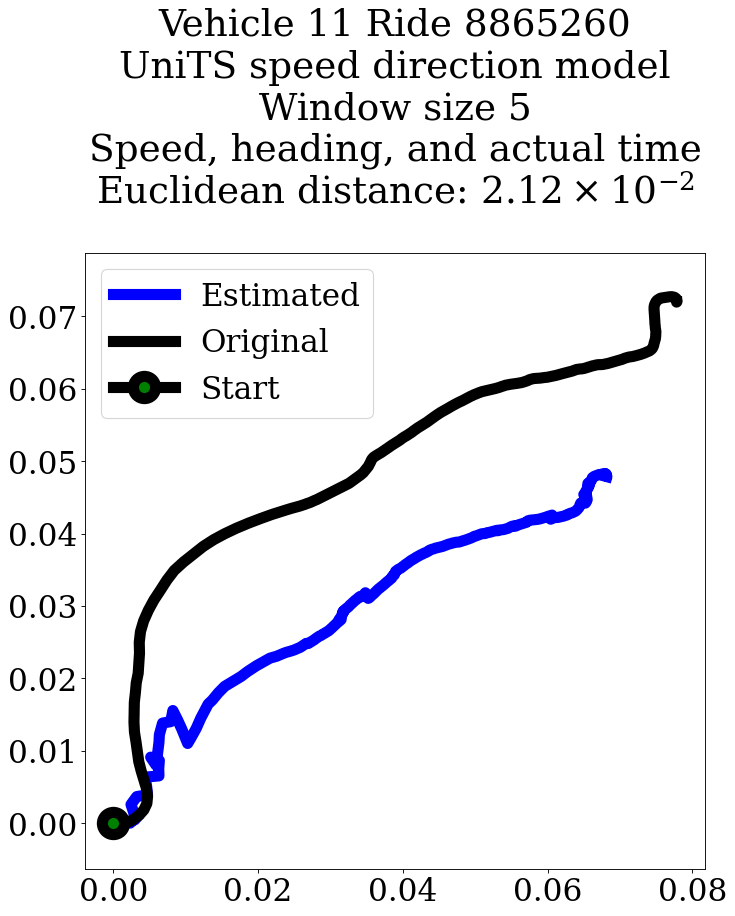 Vehicle 11 Ride 8865260
UniTS speed direction model
Window size 5
Speed, heading, and actual time
Euclidean distance: 2.12 × 10⁻²
Estimated
Original
Start
0.07
0.06
0.05
0.04
0.03
0.02
0.01
0.00
0.00 0.02 0.04 0.06 0.08